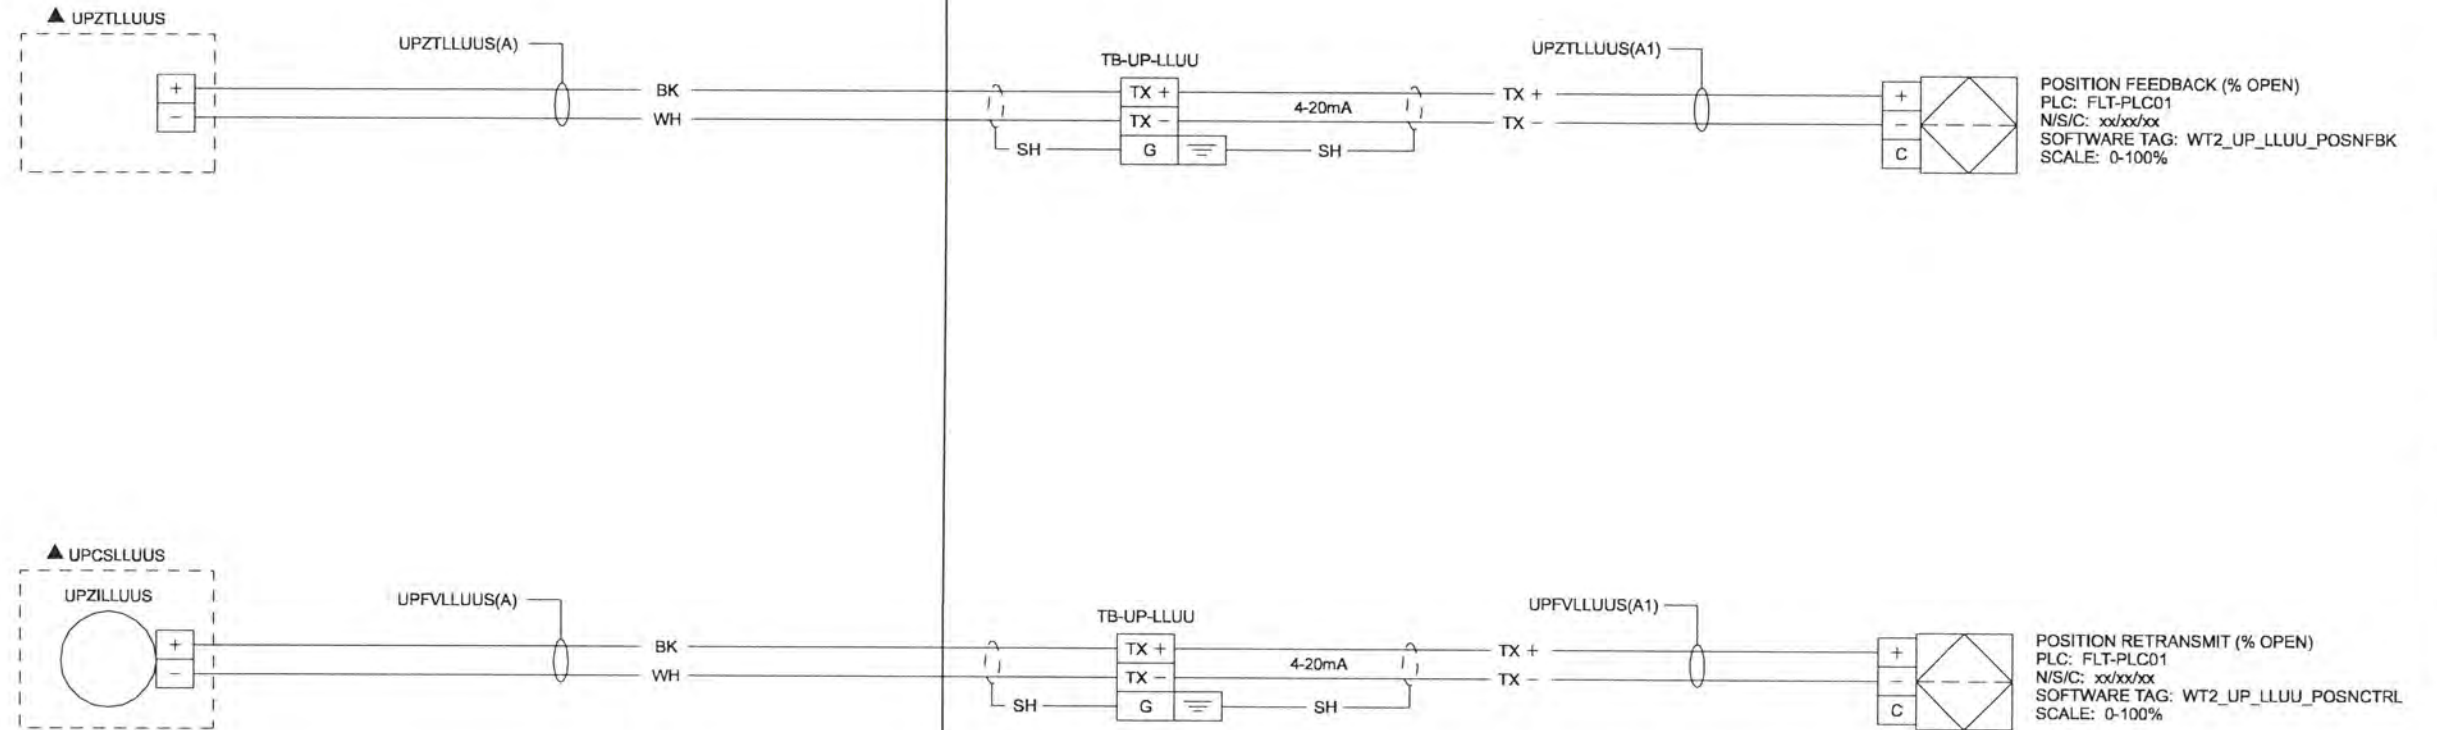 ▲ UPZTLLUUS
UPZTLLUUS(A)
+
−
BK
WH
SH
TB-UP-LLUU
TX +
TX −
G
4-20mA
SH
UPZTLLUUS(A1)
TX +
TX −
+
−
C
POSITION FEEDBACK (% OPEN)
PLC: FLT-PLC01
N/S/C: xx/xx/xx
SOFTWARE TAG: WT2_UP_LLUU_POSNFBK
SCALE: 0-100%
▲ UPCSLLUUS
UPZILLUUS
+
−
UPFVLLUUS(A)
BK
WH
SH
TB-UP-LLUU
TX +
TX −
G
4-20mA
SH
UPFVLLUUS(A1)
TX +
TX −
+
−
C
POSITION RETRANSMIT (% OPEN)
PLC: FLT-PLC01
N/S/C: xx/xx/xx
SOFTWARE TAG: WT2_UP_LLUU_POSNCTRL
SCALE: 0-100%